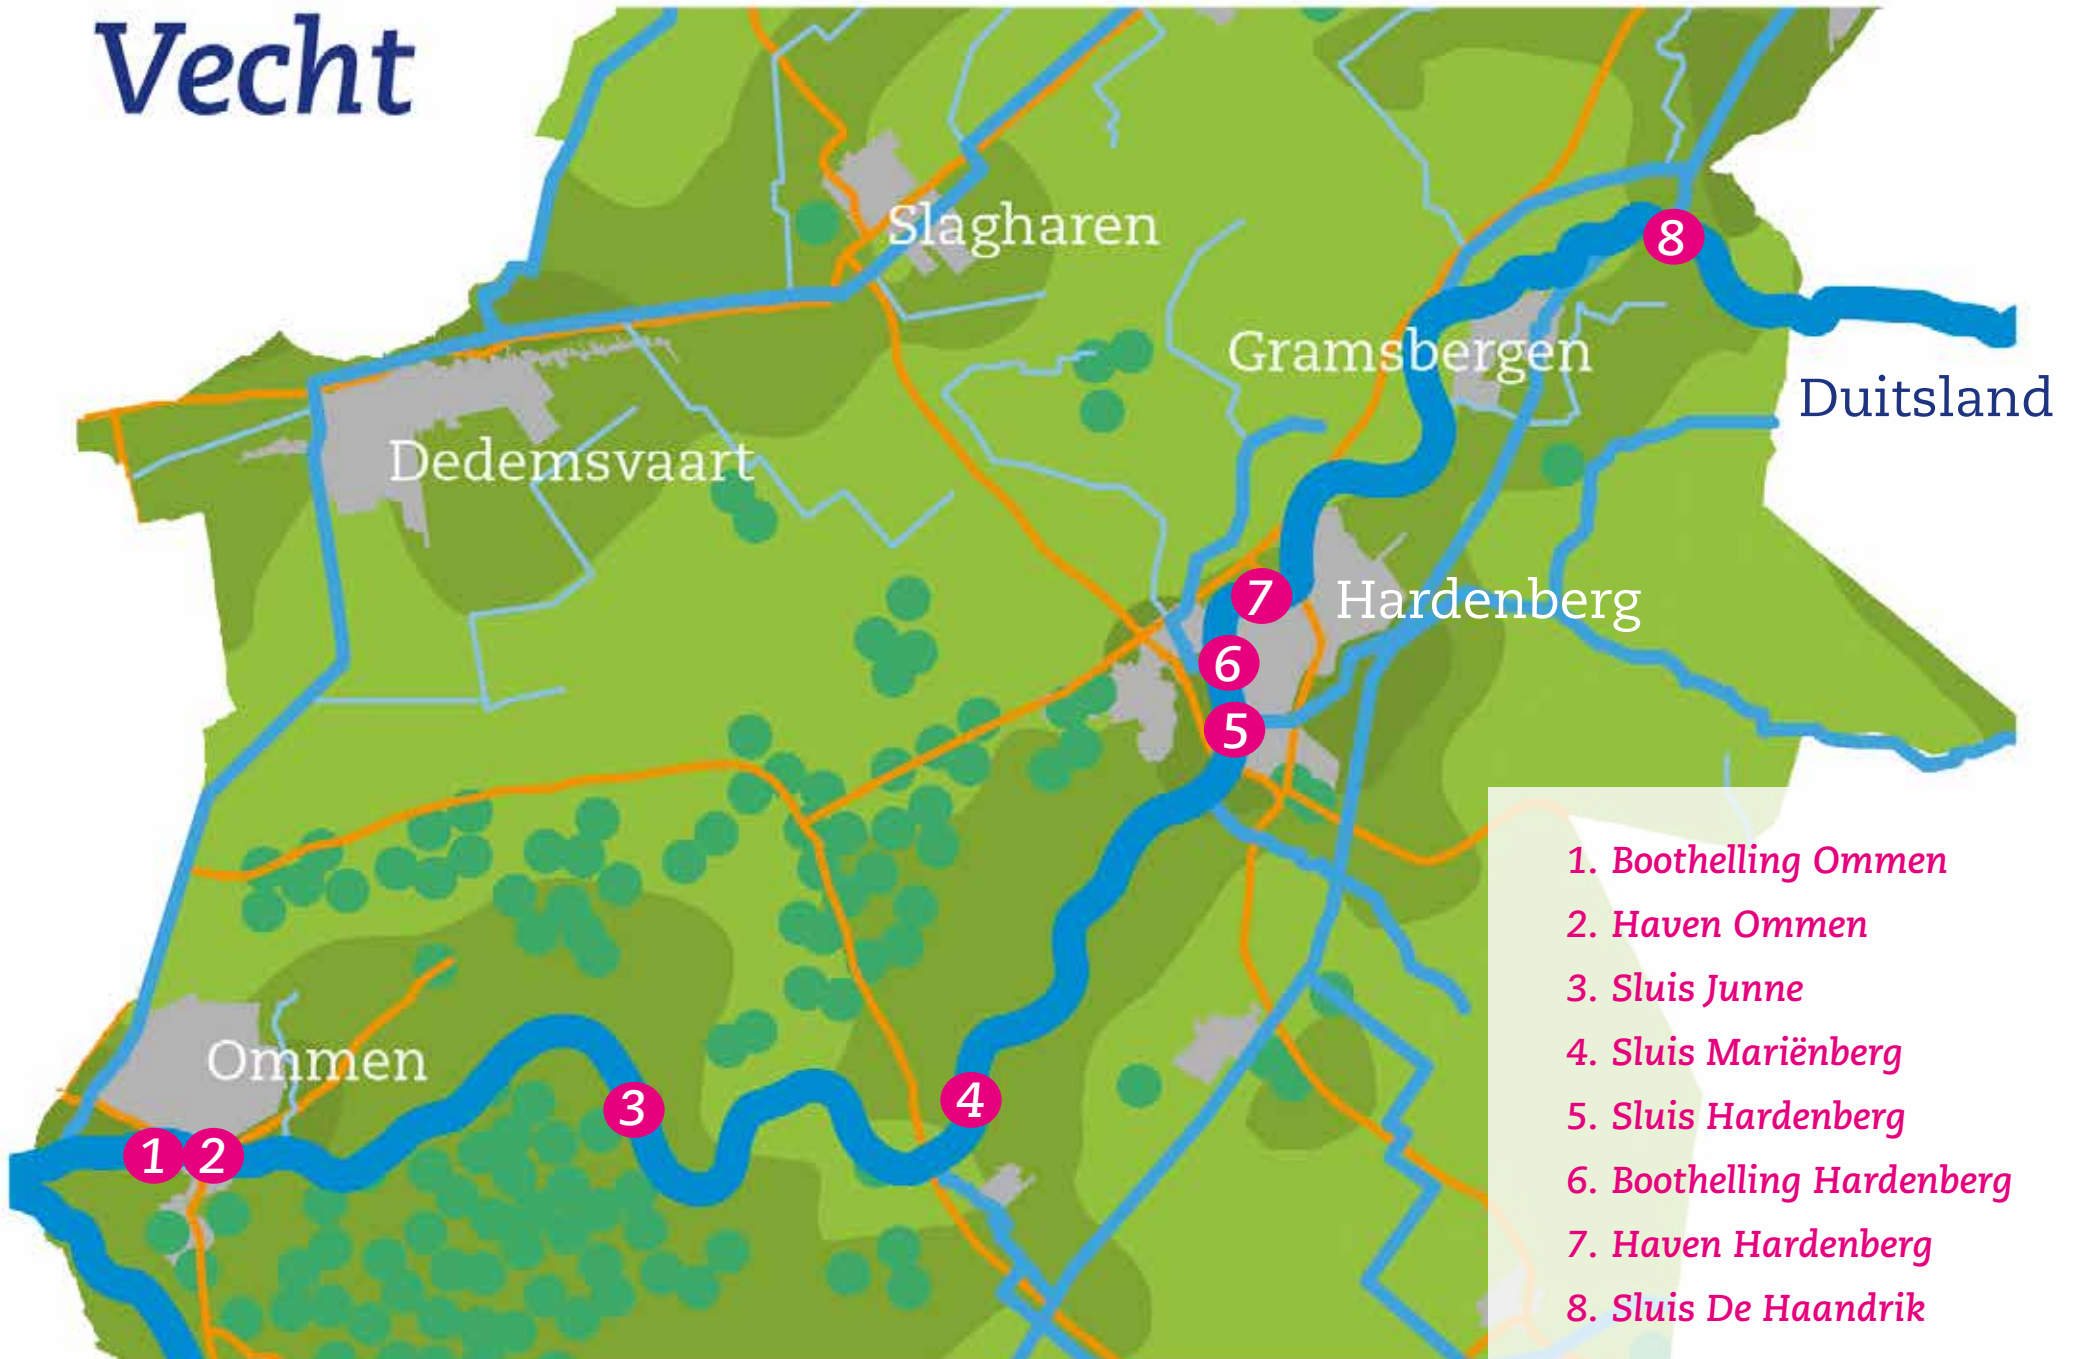 Vecht
Slagharen
Gramsbergen
Duitsland
Dedemsvaart
Hardenberg
Ommen
8
7
6
5
4
3
1
2
1. Boothelling Ommen
2. Haven Ommen
3. Sluis Junne
4. Sluis Mariënberg
5. Sluis Hardenberg
6. Boothelling Hardenberg
7. Haven Hardenberg
8. Sluis De Haandrik